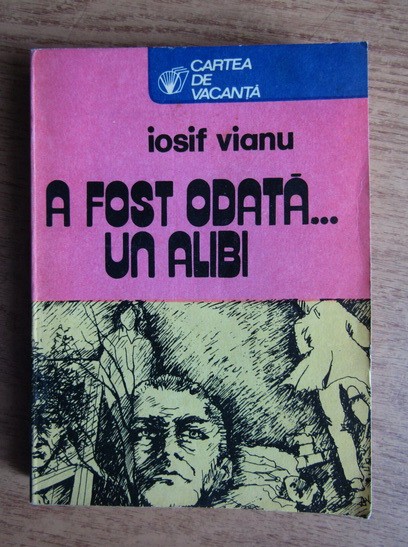 CARTEA
DE
VACANȚĂ
iosif vianu
A FOST ODATĂ...
UN ALIBI